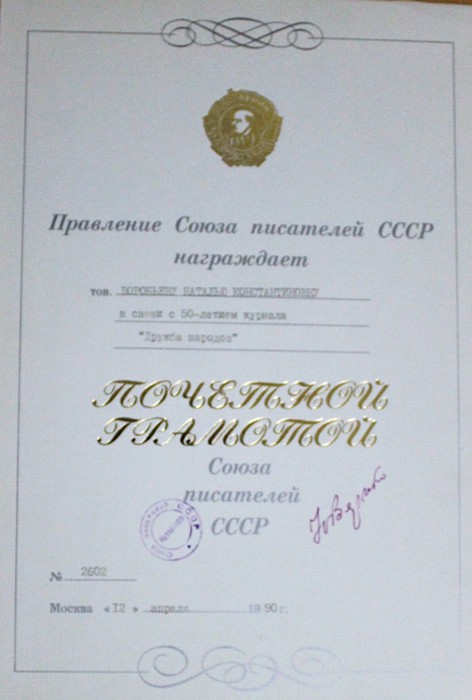 Правление Союза писателей СССР
награждает
тов. ВОРОБЬЕВУ НАТАЛЬЮ КОНСТАНТИНОВНУ
в связи с 50-летием журнала
"Дружба народов"
ПОЧЕТНОЙ
ГРАМОТОЙ
Союза
писателей
СССР
№ 2602
Москва «12» апреля 1990 г.